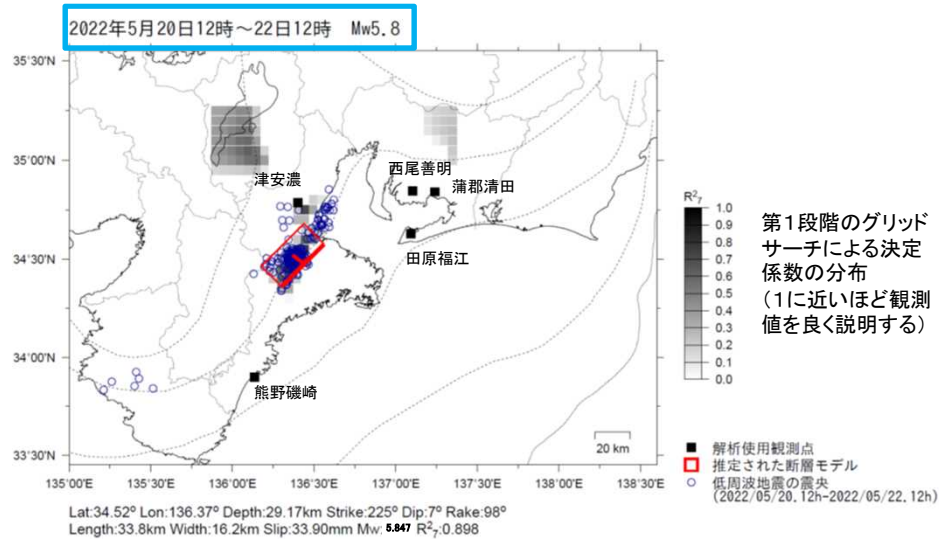 2022年5月20日12時～22日12時 Mw5.8
35°30'N
35°00'N
34°30'N
34°00'N
33°30'N
135°00'E
135°30'E
136°00'E
136°30'E
137°00'E
137°30'E
138°00'E
138°30'E
津安濃
西尾善明
蒲郡清田
田原福江
熊野磯崎
20 km
R²₇
1.0
0.9
0.8
0.7
0.6
0.5
0.4
0.3
0.2
0.1
0.0
第1段階のグリッド
サーチによる決定
係数の分布
（1に近いほど観測
値を良く説明する）
解析使用観測点
推定された断層モデル
低周波地震の震央
(2022/05/20.12h-2022/05/22.12h)
Lat:34.52° Lon:136.37° Depth:29.17km Strike:225° Dip:7° Rake:98°
Length:33.8km Width:16.2km Slip:33.90mm Mw:5.847 R²₇:0.898